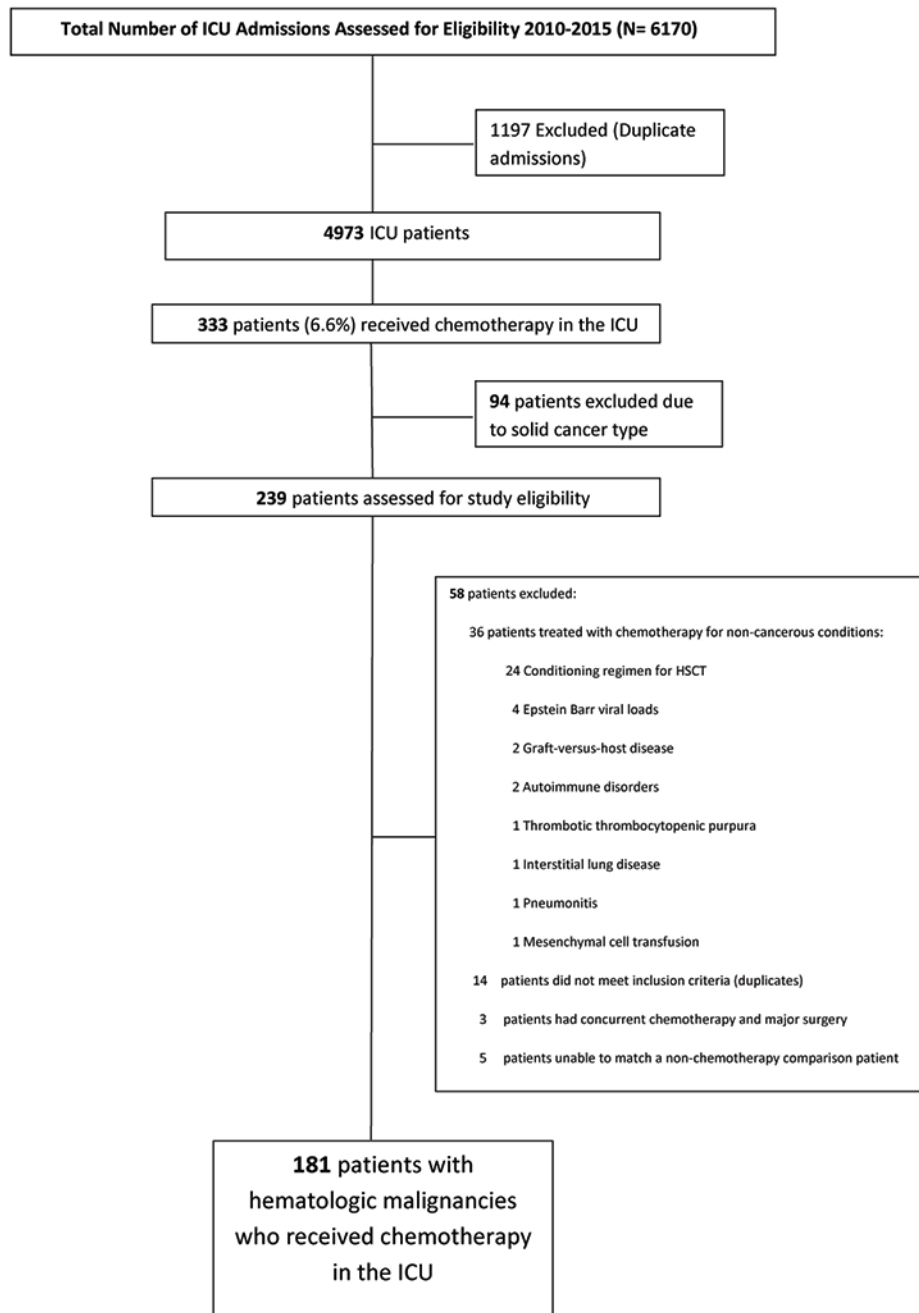 Total Number of ICU Admissions Assessed for Eligibility 2010-2015 (N= 6170)
1197 Excluded (Duplicate
admissions)
4973 ICU patients
333 patients (6.6%) received chemotherapy in the ICU
94 patients excluded due
to solid cancer type
239 patients assessed for study eligibility
58 patients excluded:
36 patients treated with chemotherapy for non-cancerous conditions:
24 Conditioning regimen for HSCT
4 Epstein Barr viral loads
2 Graft-versus-host disease
2 Autoimmune disorders
1 Thrombotic thrombocytopenic purpura
1 Interstitial lung disease
1 Pneumonitis
1 Mesenchymal cell transfusion
14 patients did not meet inclusion criteria (duplicates)
3 patients had concurrent chemotherapy and major surgery
5 patients unable to match a non-chemotherapy comparison patient
181 patients with
hematologic malignancies
who received chemotherapy
in the ICU